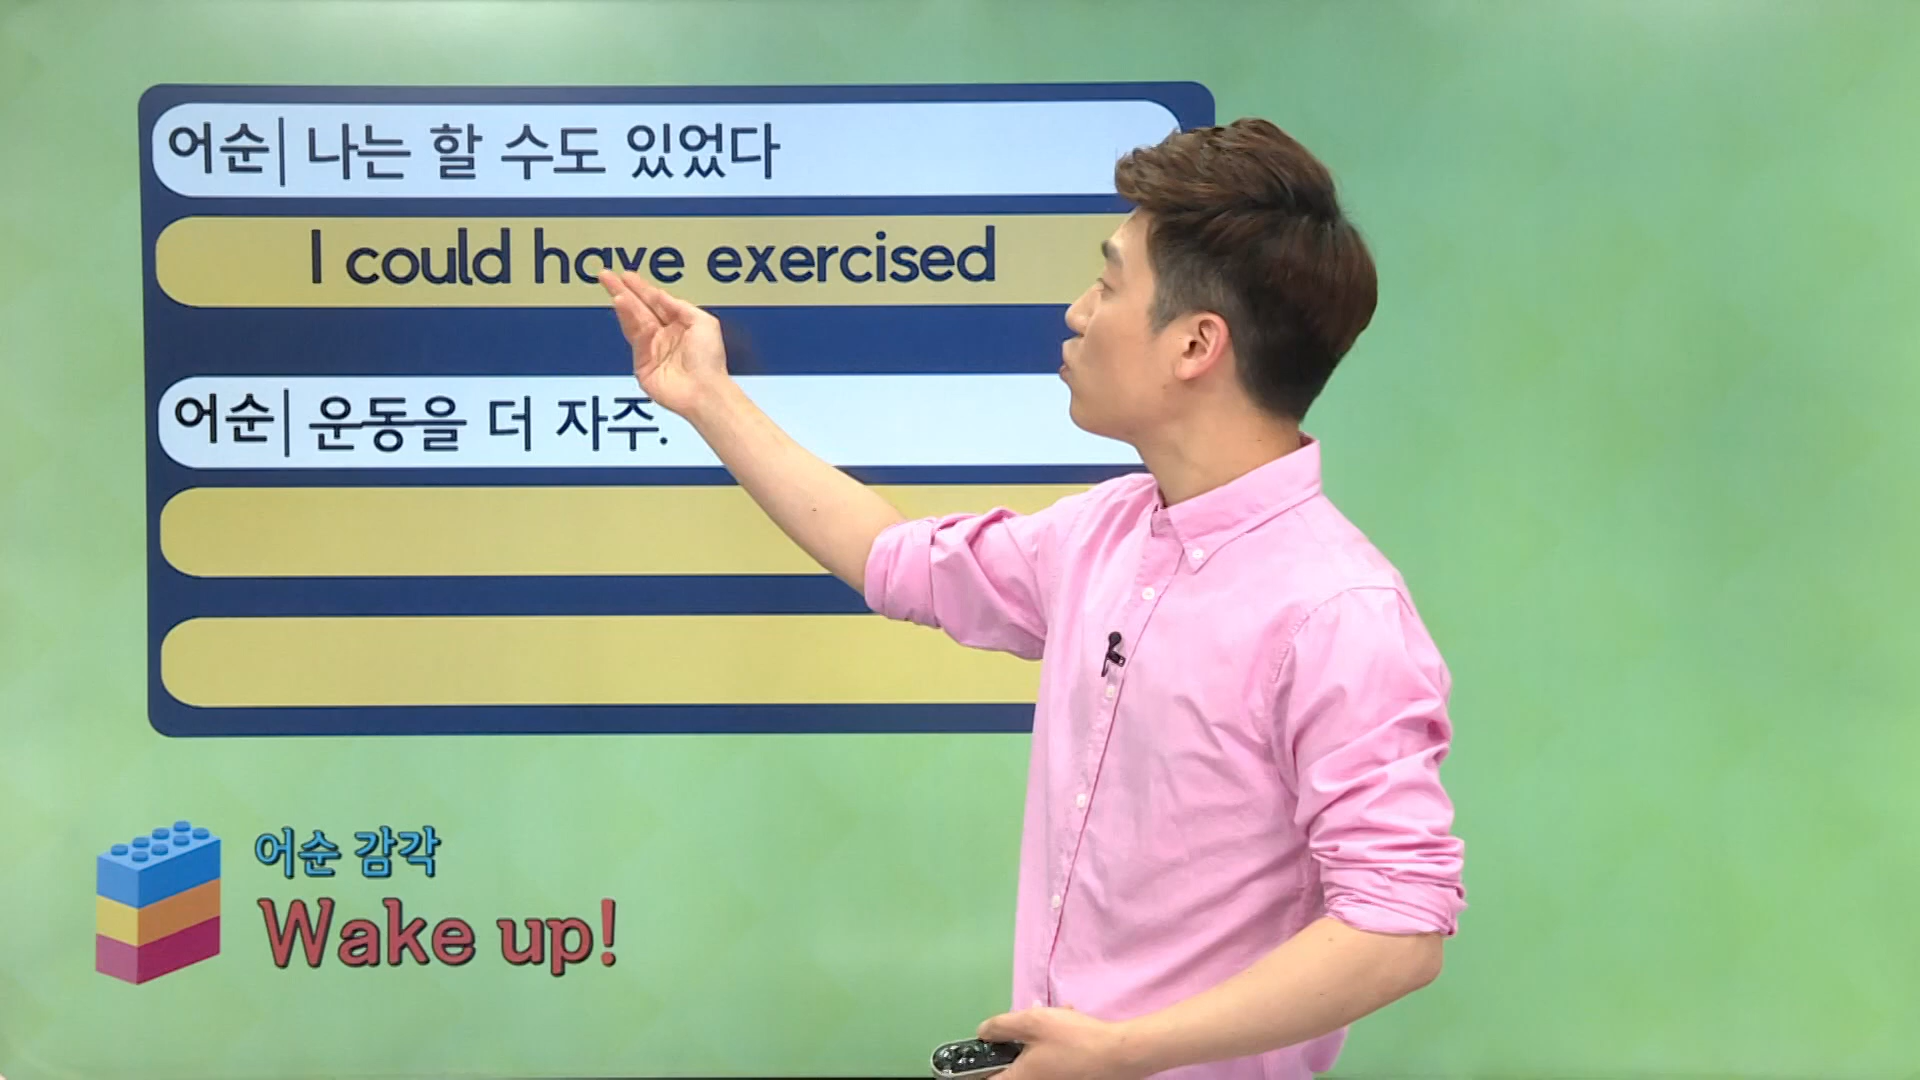 어순| 나는 할 수도 있었다
I could have exercised
어순| 운동을 더 자주.
어순 감각
Wake up!